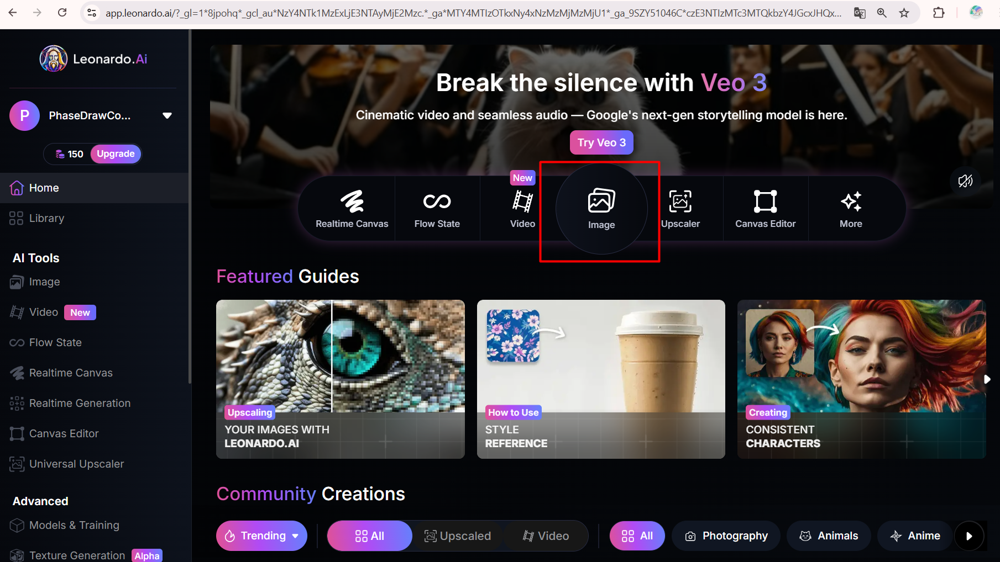 app.leonardo.ai/?_gl=1*8jpohq*_gcl_au*NzY4NTk1MzExLjE3NTAyMjE2Mzc.*_ga*MTY4MTIzOTkxNy4xNzMzMjMzMjU1*_ga_9SZY51046C*czE3NTIzMTc3MTQkbzY4JGcxJHQx...
Leonardo.Ai
P
PhaseDrawCo...
150
Upgrade
Home
Library
AI Tools
Image
Video New
Flow State
Realtime Canvas
Realtime Generation
Canvas Editor
Universal Upscaler
Advanced
Models & Training
Texture Generation Alpha
Break the silence with Veo 3
Cinematic video and seamless audio — Google's next-gen storytelling model is here.
Try Veo 3
New
Realtime Canvas
Flow State
Video
Image
Upscaler
Canvas Editor
More
Featured Guides
Upscaling
YOUR IMAGES WITH
LEONARDO.AI
How to Use
STYLE
REFERENCE
Creating
CONSISTENT
CHARACTERS
Community Creations
Trending
All
Upscaled
Video
All
Photography
Animals
Anime